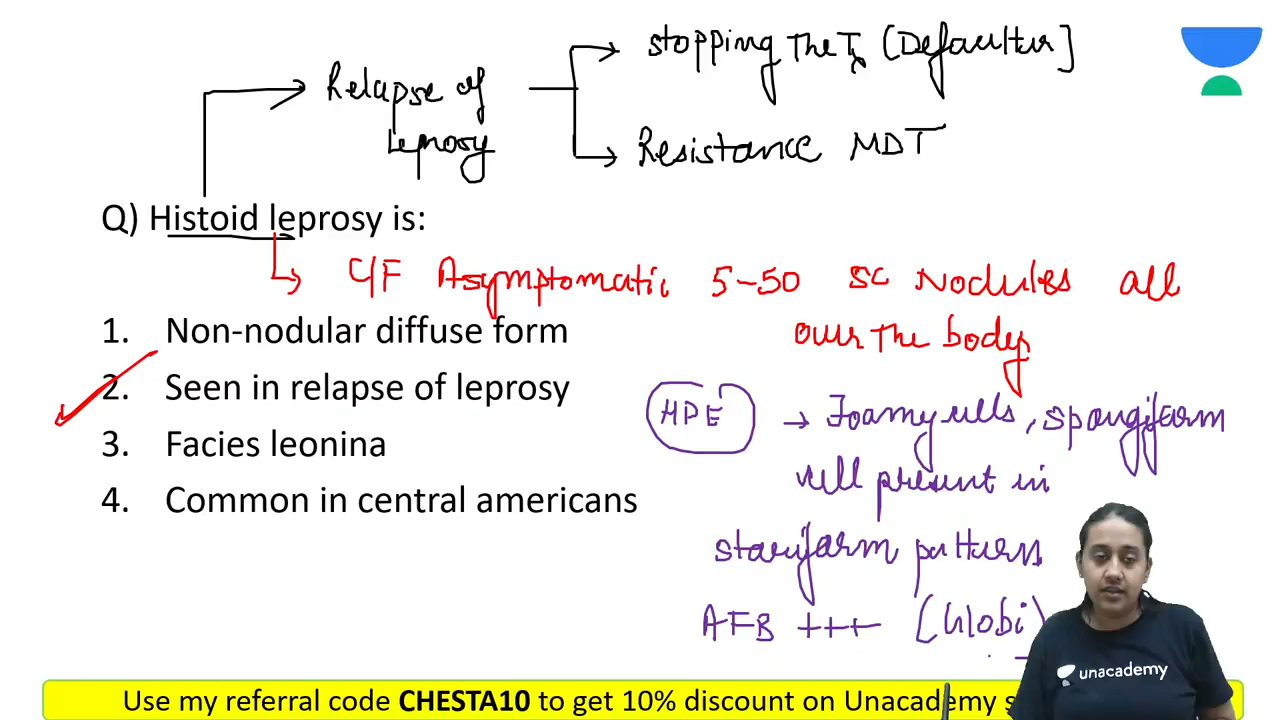 stopping The Tx (Defaulter]
Relapse of
Leprosy
Resistance MDT
Q) Histoid leprosy is:
C/F Asymptomatic 5-50 SC Nodules all
over the body
1. Non-nodular diffuse form
2. Seen in relapse of leprosy
3. Facies leonina
4. Common in central americans
HPE → Foamy cells, spongiform
cell present in
stariform patterns
AFB +++ (Globi)
unacademy
Use my referral code CHESTA10 to get 10% discount on Unacademy s